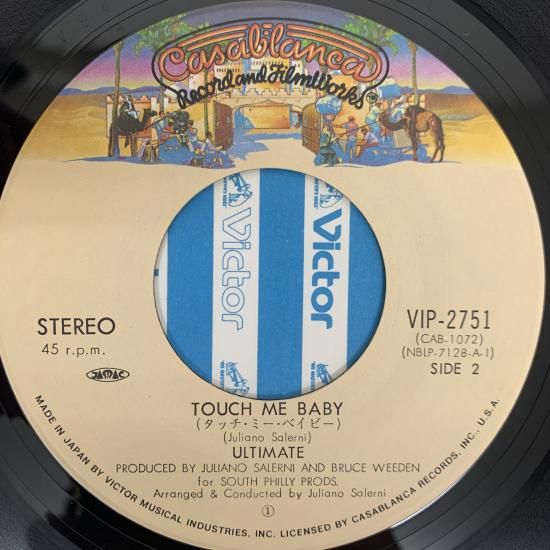 Casablanca
Record and FilmWorks
Victor
Victor
STEREO
45 r.p.m.
JASRAC
VIP-2751
(CAB-1072)
(NBLP-7128-A-1)
SIDE 2
TOUCH ME BABY
(タッチ・ミー・ベイビー)
(Juliano Salerni)
ULTIMATE
PRODUCED BY JULIANO SALERNI AND BRUCE WEEDEN
for SOUTH PHILLY PRODS.
Arranged & Conducted by Juliano Salerni
①
MADE IN JAPAN BY VICTOR MUSICAL INDUSTRIES, INC. LICENSED BY CASABLANCA RECORDS, INC., U.S.A.